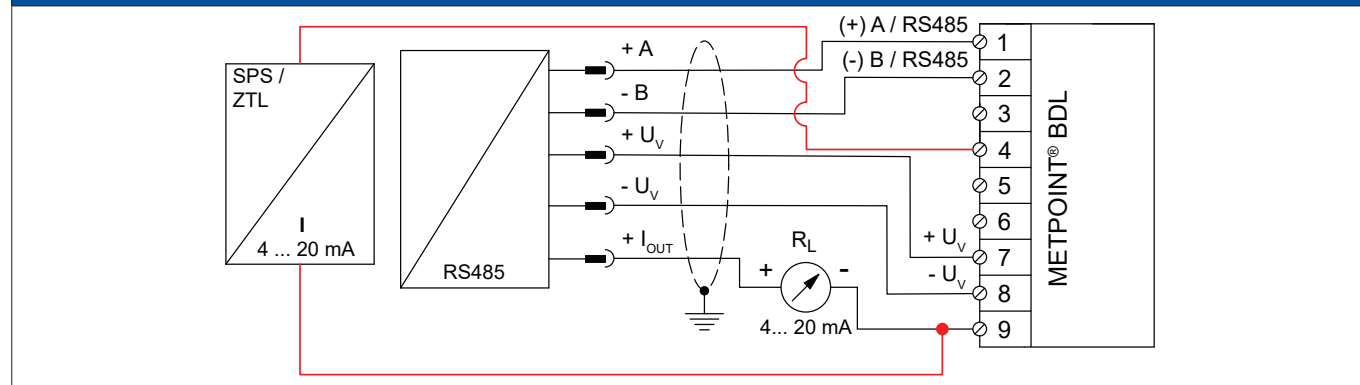 SPS /
ZTL
I
4 ... 20 mA
RS485
+ A
- B
+ Uv
- Uv
+ IOUT
+
RL
-
4... 20 mA
(+) A / RS485
(-) B / RS485
+ Uv
- Uv
1
2
3
4
5
6
7
8
9
METPOINT® BDL